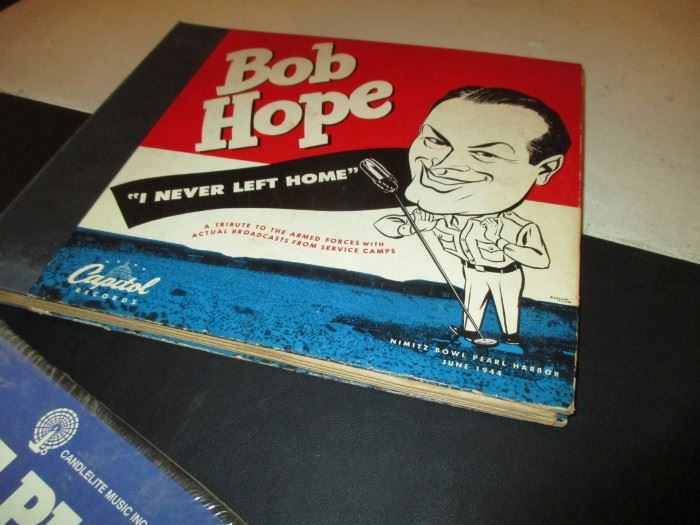 Bob
Hope
"I NEVER LEFT HOME"
A TRIBUTE TO THE ARMED FORCES WITH
ACTUAL BROADCASTS FROM SERVICE CAMPS
Capitol
RECORDS
NIMITZ BOWL PEARL HARBOR
JUNE 1944
CANDLELITE MUSIC INC